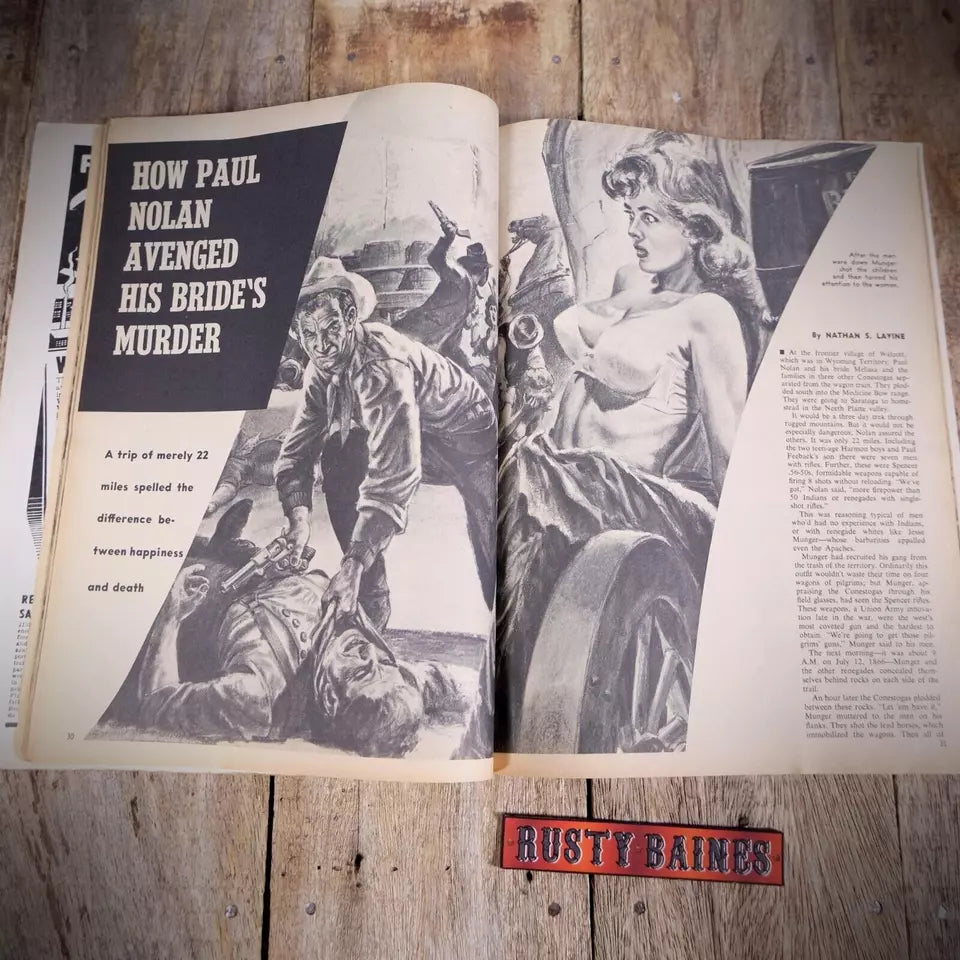 HOW PAUL
NOLAN
AVENGED
HIS BRIDE'S
MURDER
A trip of merely 22
miles spelled the
difference be-
tween happiness
and death
30
After the men
were down Munger
shot the children
and then turned his
attention to the women.
By NATHAN S. LAVINE
■ At the frontier village of Walcott,
which was in Wyoming Territory, Paul
Nolan and his bride Melissa and the
families in three other Conestogas sep-
arated from the wagon train. They plod-
ded south into the Medicine Bow range.
They were going to Saratoga to home-
stead in the North Platte valley.
It would be a three day trek through
rugged mountains. But it would not be
especially dangerous, Nolan assured the
others. It was only 22 miles. Including
the two teen-age Harmon boys and Paul
Feeback's son there were seven men
with rifles. Further, these were Spencer
.56-50s, formidable weapons capable of
firing 8 shots without reloading. "We've
got," Nolan said, "more firepower than
50 Indians or renegades with single-
shot rifles."
This was reasoning typical of men
who'd had no experience with Indians,
or with renegade whites like Jesse
Munger—whose barbarities appalled
even the Apaches.
Munger had recruited his gang from
the trash of the territory. Ordinarily this
outfit wouldn't waste their time on four
wagons of pilgrims; but Munger, ap-
praising the Conestogas through his
field glasses, had seen the Spencer rifles.
These weapons, a Union Army innova-
tion late in the war, were the west's
most coveted gun and the hardest to
obtain. "We're going to get those pil-
grims' guns," Munger said to his men.
The next morning—it was about 9
A.M. on July 12, 1866—Munger and
the other renegades concealed them-
selves behind rocks on each side of the
trail.
An hour later the Conestogas plodded
between these rocks. "Let 'em have it,"
Munger muttered to the men on his
flanks. They shot the lead horses, which
immobilized the wagons. Then all of
31
RUSTY BAINES